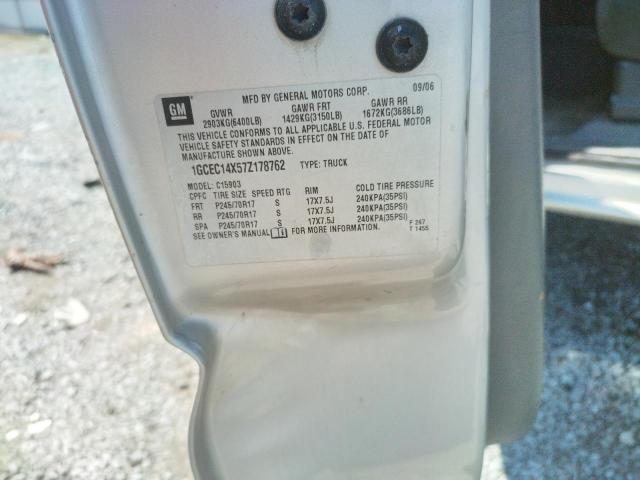 MFD BY GENERAL MOTORS CORP. 09/06
GM
GVWR GAWR FRT GAWR RR
2903KG(6400LB) 1429KG(3150LB) 1672KG(3686LB)
THIS VEHICLE CONFORMS TO ALL APPLICABLE U.S. FEDERAL MOTOR
VEHICLE SAFETY STANDARDS IN EFFECT ON THE DATE OF
MANUFACTURE SHOWN ABOVE.
1GCEC14X57Z178762 TYPE: TRUCK
MODEL: C15903
CPP TIRE SIZE SPEED RTG RIM COLD TIRE PRESSURE
FRT P245/70R17 S 17X7.5J 240KPA(35PSI)
RR P245/70R17 S 17X7.5J 240KPA(35PSI)
SPA P245/70R17 S 17X7.5J 240KPA(35PSI)
SEE OWNER'S MANUAL FOR MORE INFORMATION. F 267
T 1455